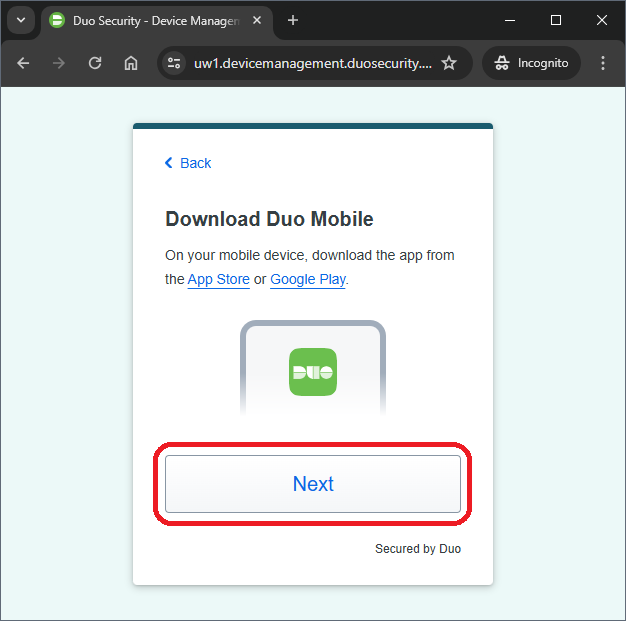 Duo Security - Device Managen
uw1.devicemanagement.duosecurity....
Incognito
Back
Download Duo Mobile
On your mobile device, download the app from
the App Store or Google Play.
DUO
Next
Secured by Duo